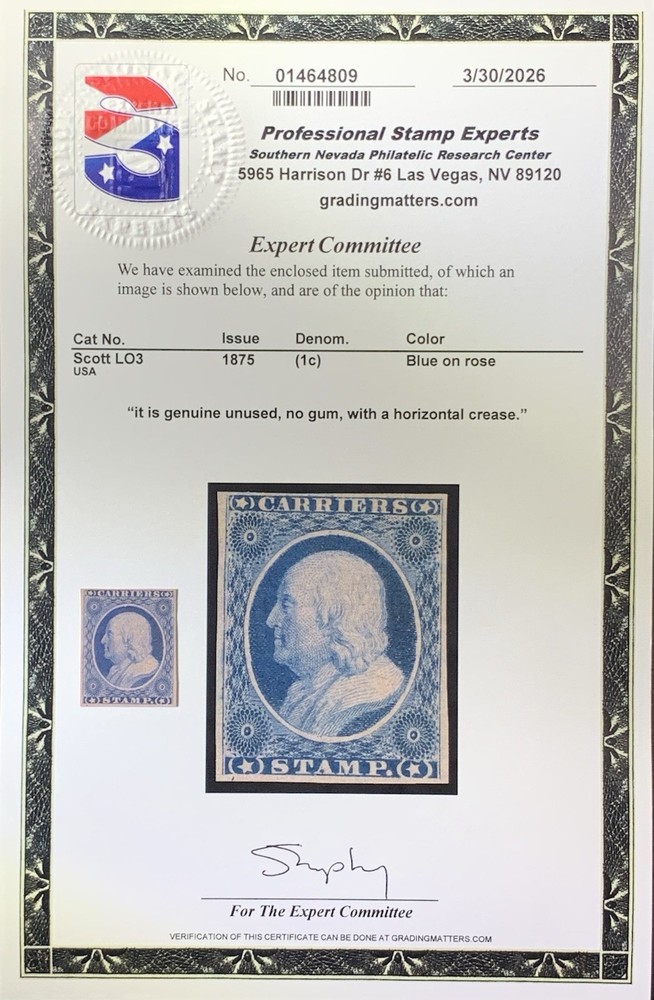 No. 01464809 3/30/2026
Professional Stamp Experts
Southern Nevada Philatelic Research Center
5965 Harrison Dr #6 Las Vegas, NV 89120
gradingmatters.com
Expert Committee
We have examined the enclosed item submitted, of which an
image is shown below, and are of the opinion that:
Cat No. Issue Denom. Color
Scott LO3 1875 (1c) Blue on rose
USA
“it is genuine unused, no gum, with a horizontal crease.”
CARRIERS
STAMP.
CARRIERS
STAMP.
For The Expert Committee
VERIFICATION OF THIS CERTIFICATE CAN BE DONE AT GRADINGMATTERS.COM